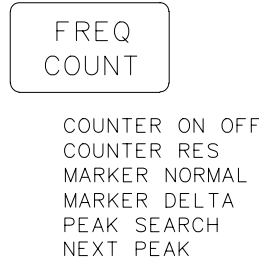 FREQ
COUNT
COUNTER ON OFF
COUNTER RES
MARKER NORMAL
MARKER DELTA
PEAK SEARCH
NEXT PEAK